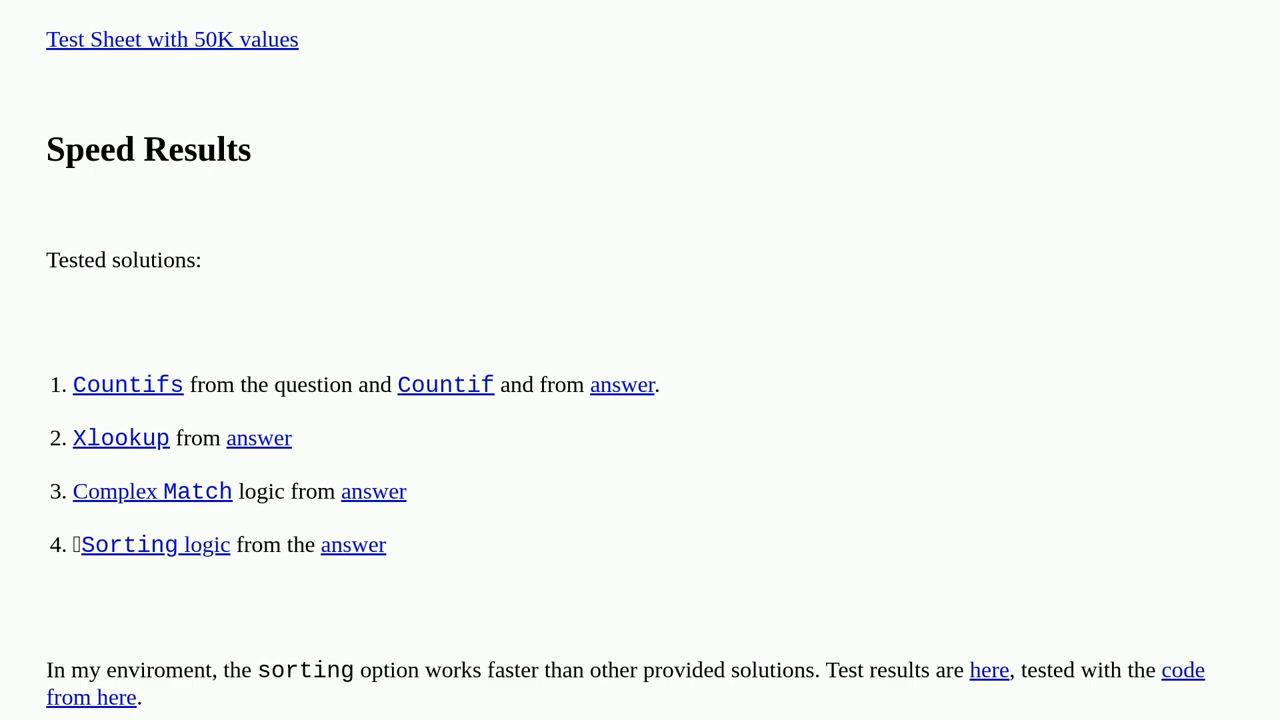 Test Sheet with 50K values
Speed Results
Tested solutions:
1. Countifs from the question and Countif and from answer.
2. Xlookup from answer
3. Complex Match logic from answer
4. Sorting logic from the answer
In my enviroment, the sorting option works faster than other provided solutions. Test results are here, tested with the code
from here.